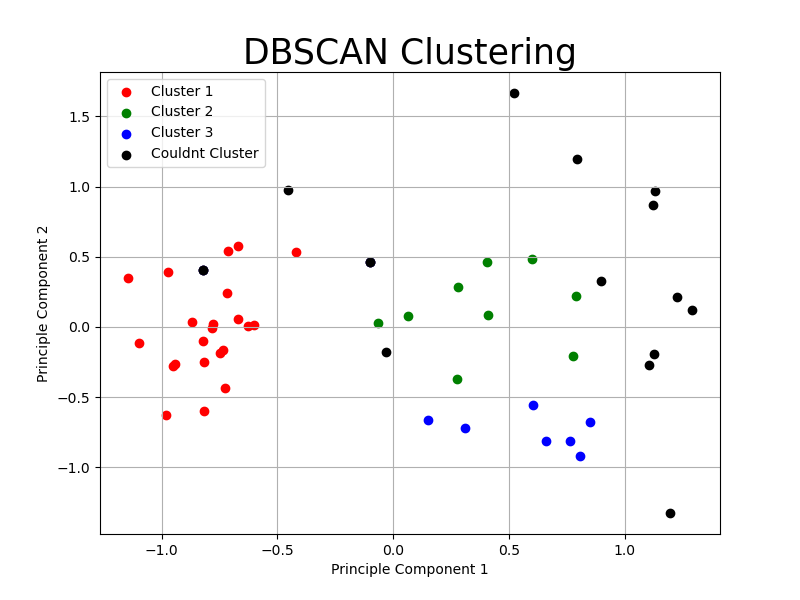 DBSCAN Clustering
Cluster 1
Cluster 2
Cluster 3
Couldnt Cluster
1.5
1.0
0.5
0.0
−0.5
−1.0
Principle Component 2
−1.0 −0.5 0.0 0.5 1.0
Principle Component 1